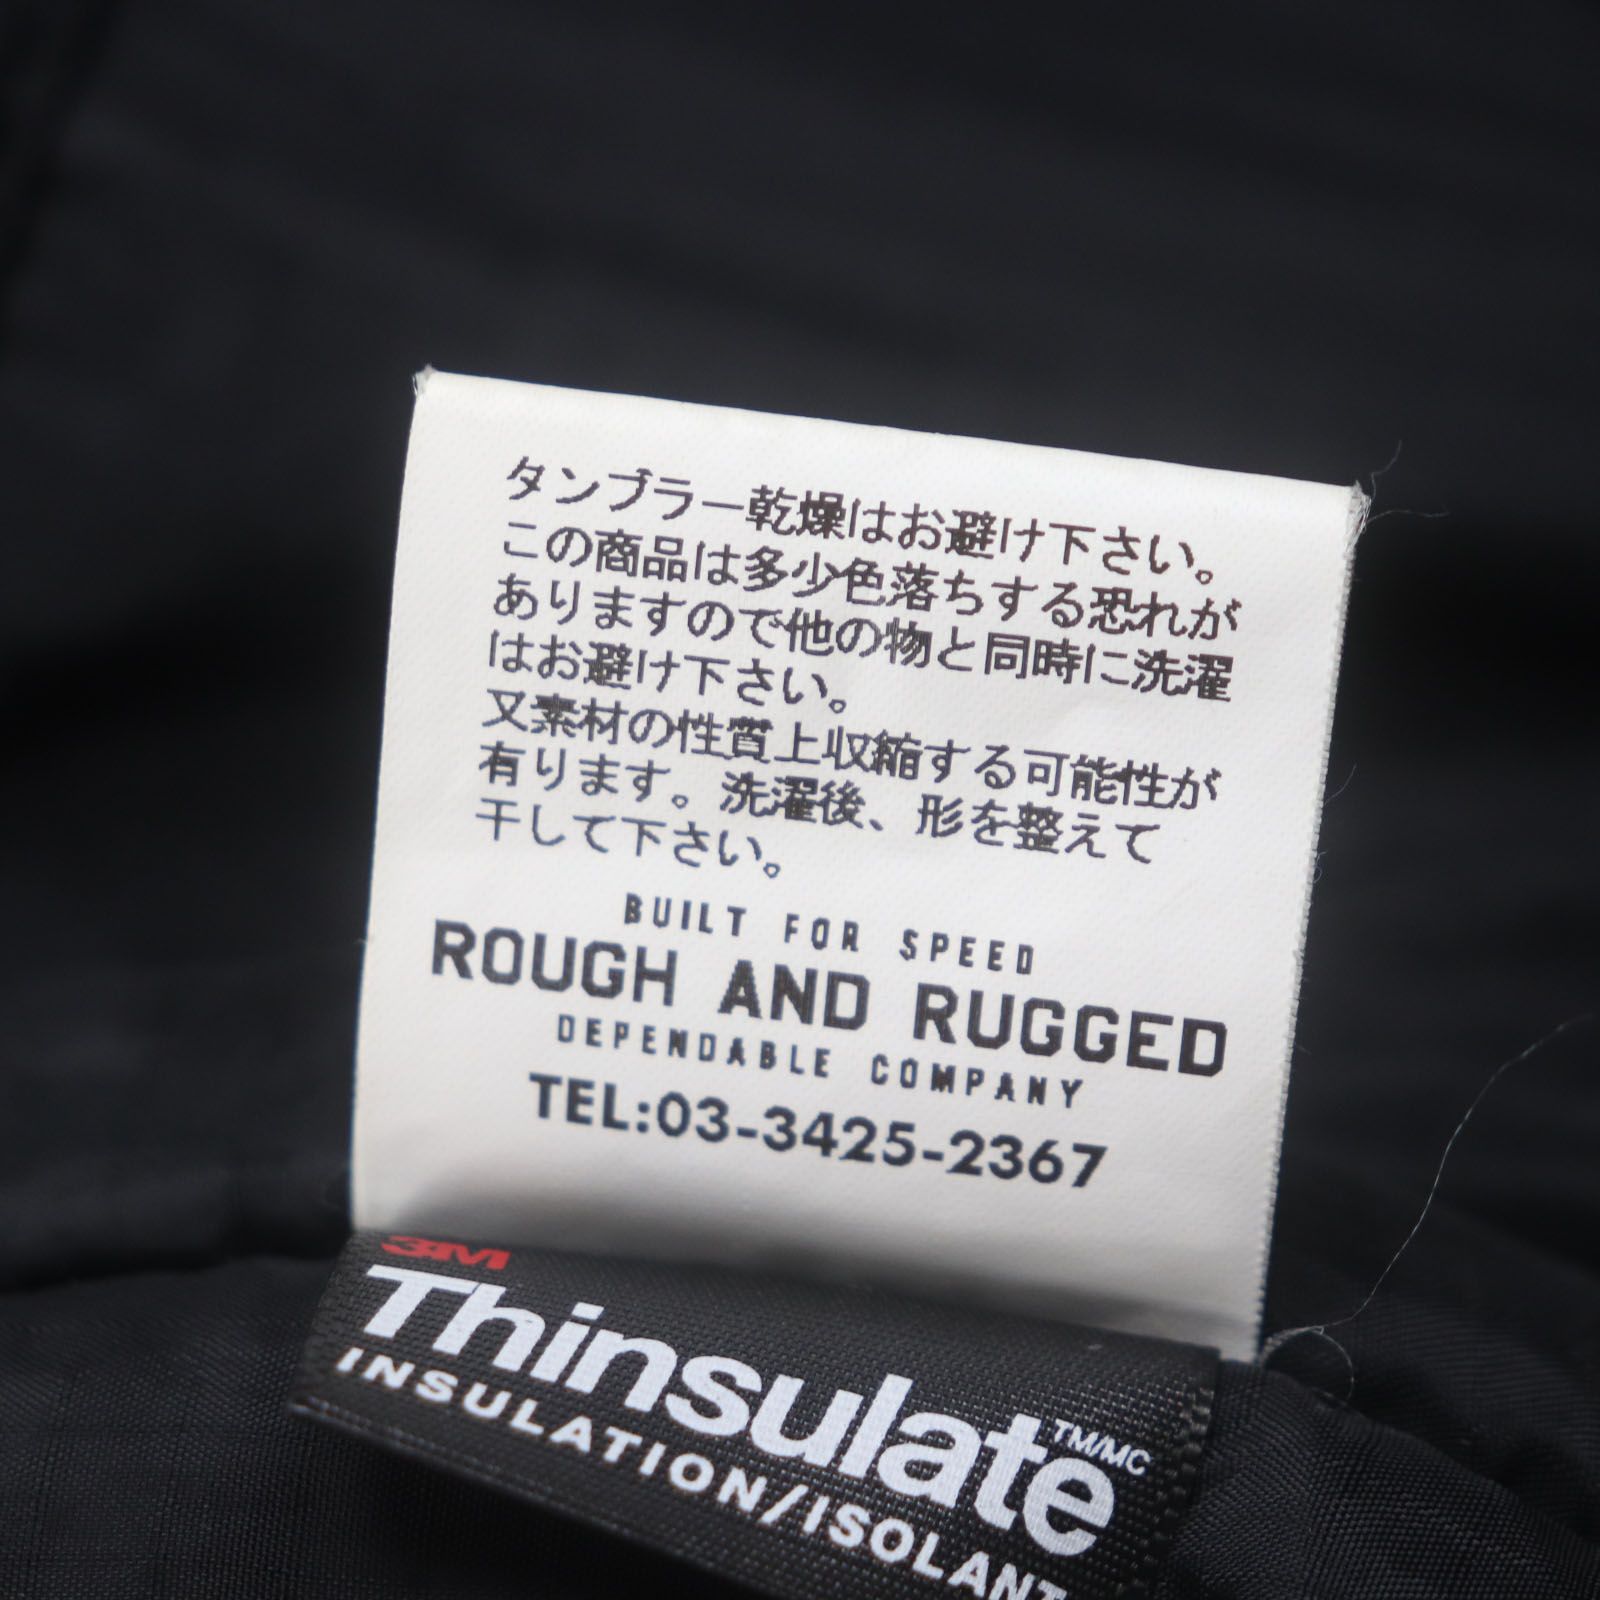 タンブラー乾燥はお避け下さい。
この商品は多少色落ちする恐れが
ありますので他の物と同時に洗濯
はお避け下さい。
又素材の性質上収縮する可能性が
有ります。洗濯後、形を整えて
干して下さい。
BUILT FOR SPEED
ROUGH AND RUGGED
DEPENDABLE COMPANY
TEL:03-3425-2367
3M
Thinsulate™/MC
INSULATION/ISOLANT